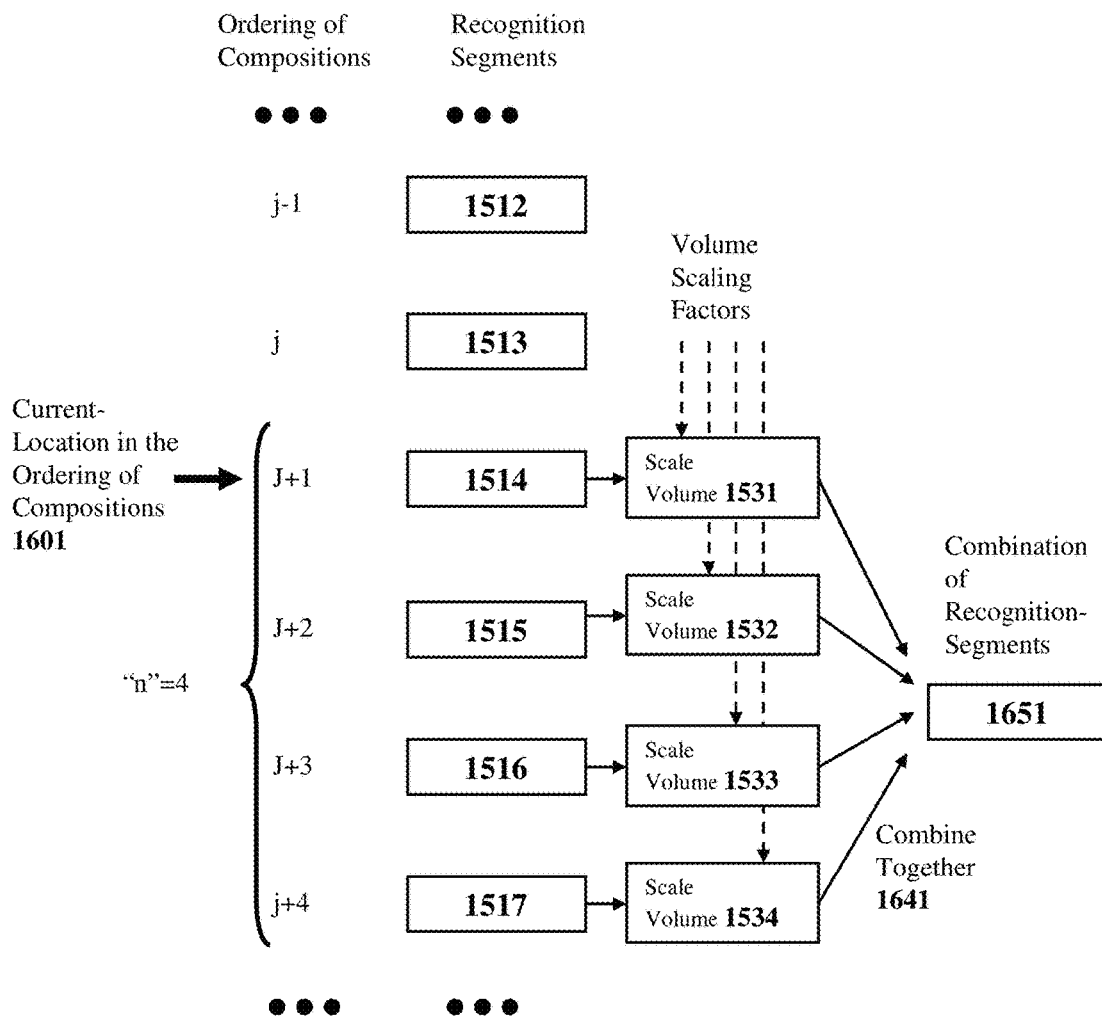 Ordering of
Compositions
Recognition
Segments
j-1
1512
j
1513
Volume
Scaling
Factors
Current-
Location in the
Ordering of
Compositions
1601
J+1
1514
Scale
Volume 1531
J+2
1515
Scale
Volume 1532
Combination
of
Recognition-
Segments
1651
"n"=4
J+3
1516
Scale
Volume 1533
Combine
Together
1641
j+4
1517
Scale
Volume 1534